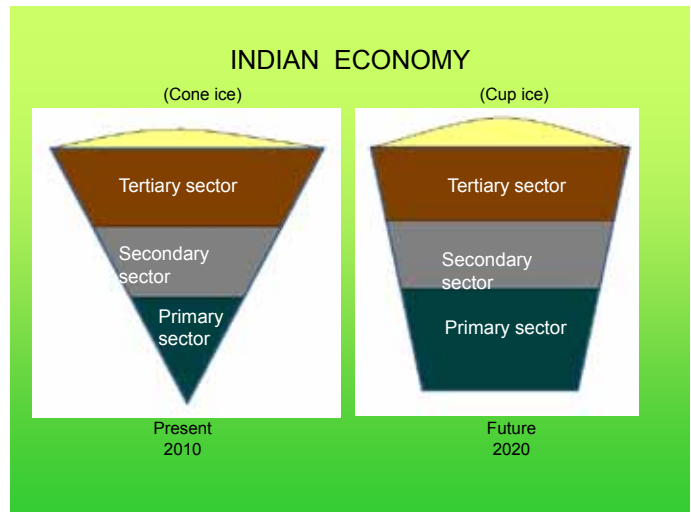 INDIAN ECONOMY
(Cone ice)
Tertiary sector
Secondary
sector
Primary
sector
Present
2010
(Cup ice)
Tertiary sector
Secondary
sector
Primary sector
Future
2020